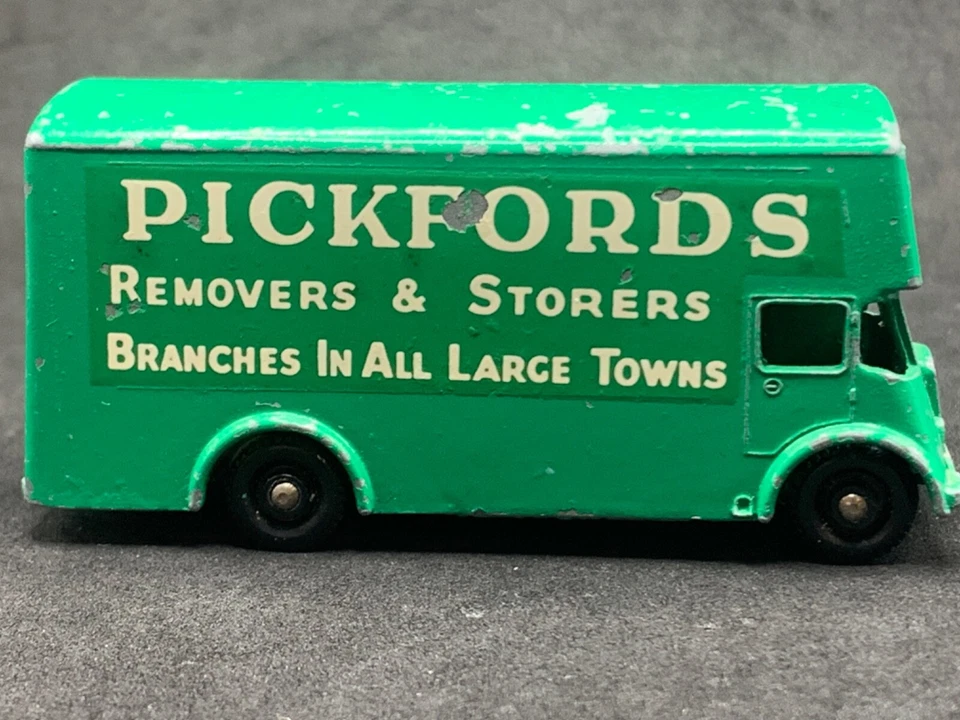 PICKFORDS
REMOVERS & STORERS
BRANCHES IN ALL LARGE TOWNS